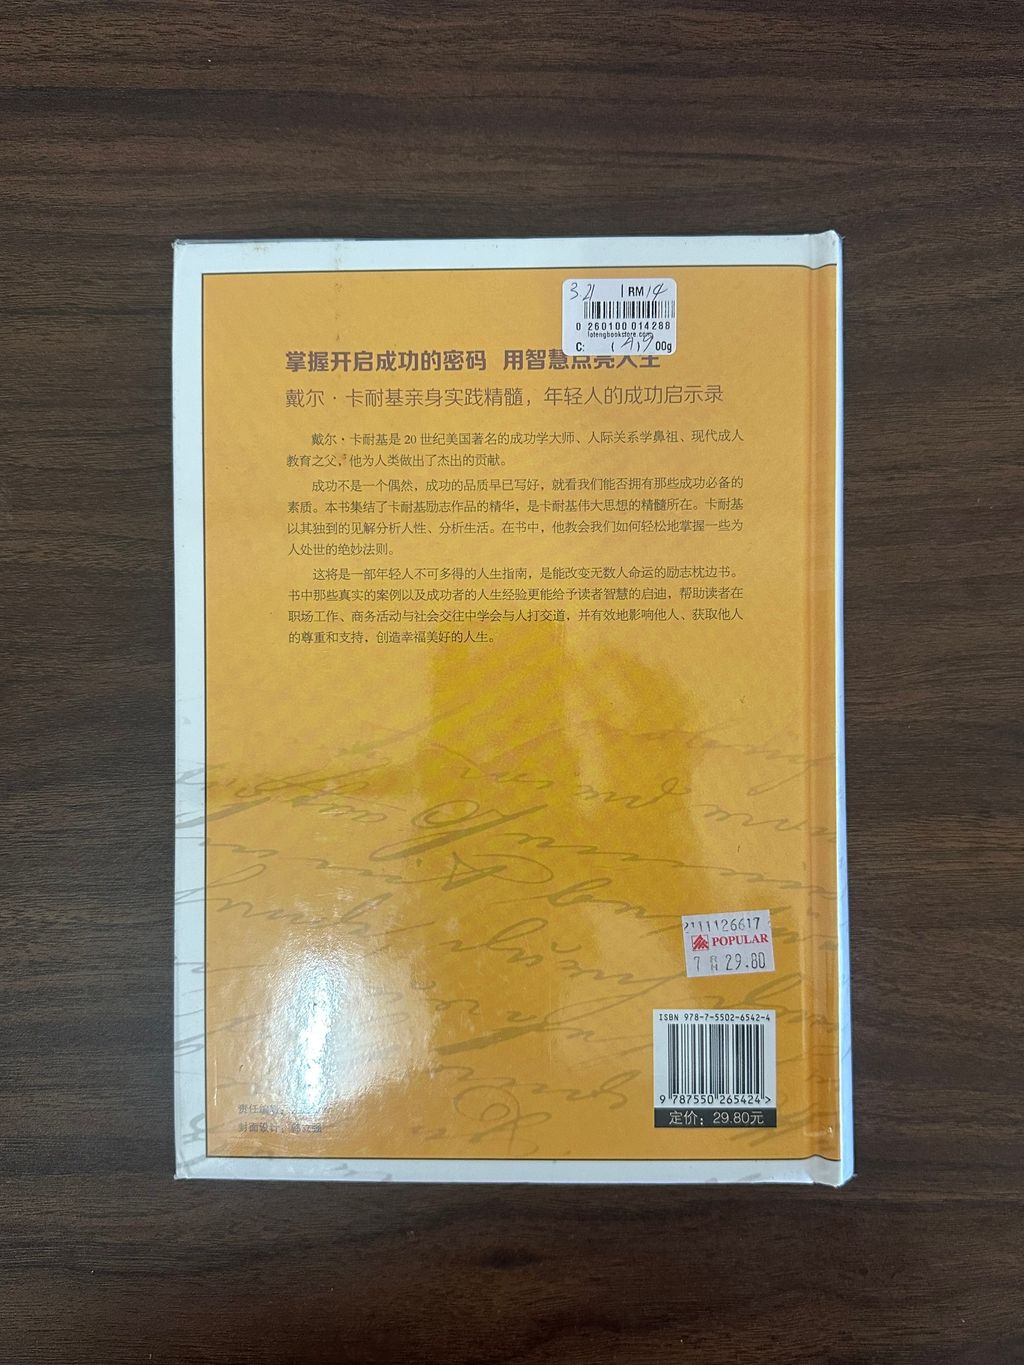 321 RM14
0 260100 014288
lotengbookstore.com
C: (A)9 00g
掌握开启成功的密码 用智慧点亮人生
戴尔·卡耐基亲身实践精髓，年轻人的成功启示录
戴尔·卡耐基是 20 世纪美国著名的成功学大师、人际关系学鼻祖、现代成人
教育之父，他为人类做出了杰出的贡献。
成功不是一个偶然，成功的品质早已写好，就看我们能否拥有那些成功必备的
素质。本书集结了卡耐基励志作品的精华，是卡耐基伟大思想的精髓所在。卡耐基
以其独到的见解分析人性、分析生活。在书中，他教会我们如何轻松地掌握一些为
人处世的绝妙法则。
这将是一部年轻人不可多得的人生指南，是能改变无数人命运的励志枕边书。
书中那些真实的案例以及成功者的人生经验更能给予读者智慧的启迪，帮助读者在
职场工作、商务活动与社会交往中学会与人打交道，并有效地影响他人、获取他人
的尊重和支持，创造幸福美好的人生。
2111126617
POPULAR
7 RM 29.80
ISBN 978-7-5502-6542-4
9 787550 265424 >
定价：29.80元
责任编辑：
封面设计：